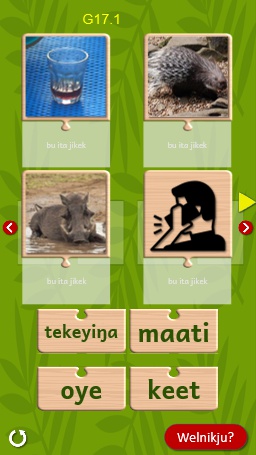 G17.1
bu ita jikek
bu ita jikek
bu ita jikek
bu ita jikek
tekeyiŋa
maati
oye
keet
Welnikju?